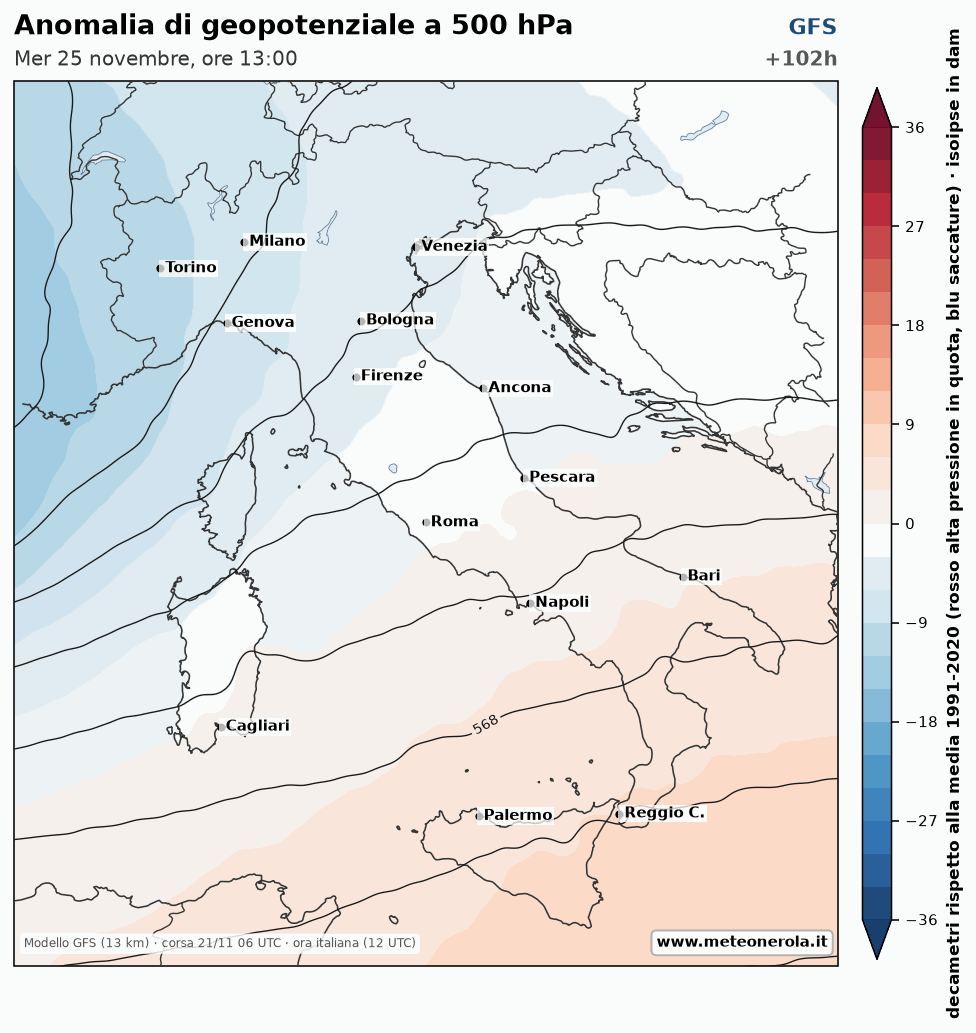 Anomalia di geopotenziale a 500 hPa
GFS
Mer 25 novembre, ore 13:00
+102h
Milano
Venezia
Torino
Genova
Bologna
Firenze
Ancona
Pescara
Roma
Bari
Napoli
Cagliari
568
Palermo
Reggio C.
Modello GFS (13 km) · corsa 21/11 06 UTC · ora italiana (12 UTC)
www.meteonerola.it
36
27
18
9
0
−9
−18
−27
−36
decametri rispetto alla media 1991-2020 (rosso alta pressione in quota, blu saccature) · isoipse in dam